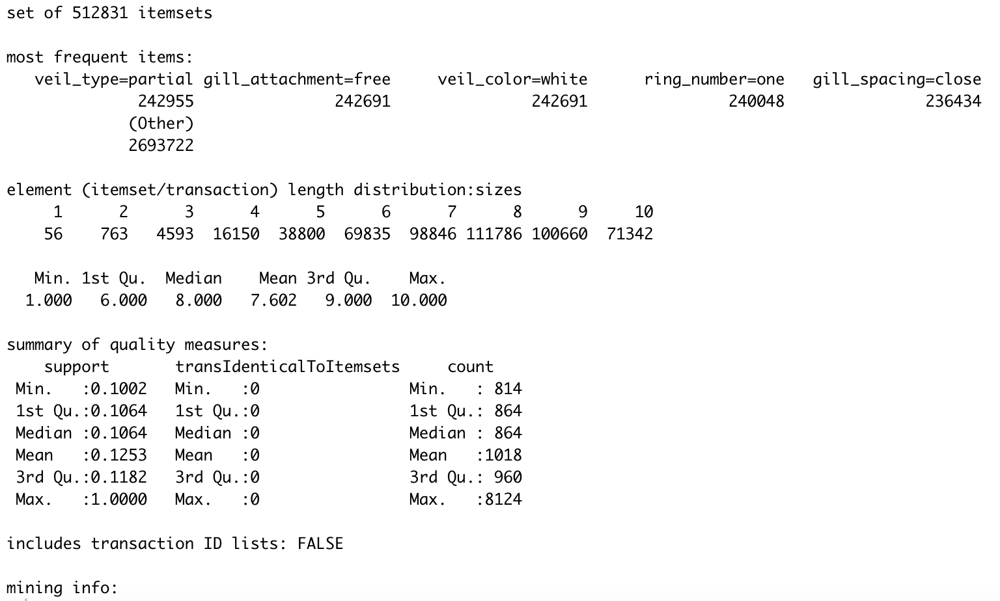 set of 512831 itemsets
most frequent items:
veil_type=partial gill_attachment=free veil_color=white ring_number=one gill_spacing=close
242955 242691 242691 240048 236434
(Other)
2693722
element (itemset/transaction) length distribution:sizes
1 2 3 4 5 6 7 8 9 10
56 763 4593 16150 38800 69835 98846 111786 100660 71342
Min. 1st Qu. Median Mean 3rd Qu. Max.
1.000 6.000 8.000 7.602 9.000 10.000
summary of quality measures:
support transIdenticalToItemsets count
Min. :0.1002 Min. :0 Min. : 814
1st Qu.:0.1064 1st Qu.:0 1st Qu.: 864
Median :0.1064 Median :0 Median : 864
Mean :0.1253 Mean :0 Mean :1018
3rd Qu.:0.1182 3rd Qu.:0 3rd Qu.: 960
Max. :1.0000 Max. :0 Max. :8124
includes transaction ID lists: FALSE
mining info: